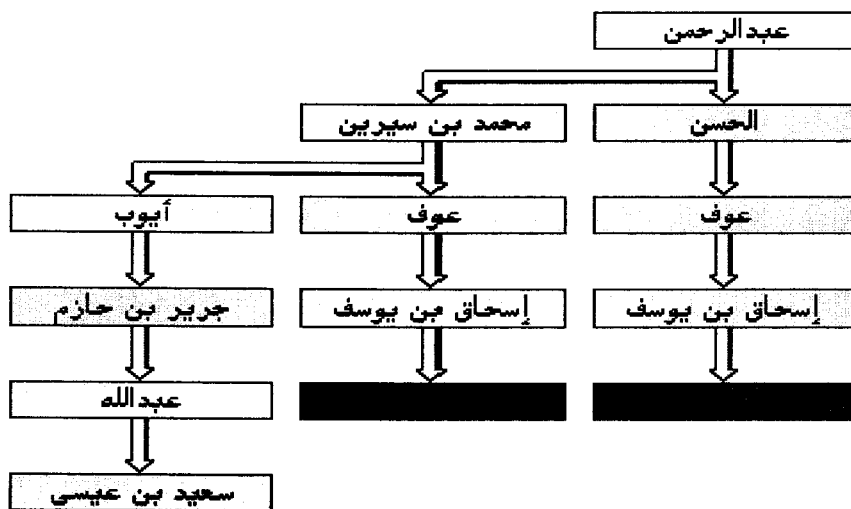 عبدالرحمن
الحسن
محمد بن سيرين
عوف
عوف
أيوب
إسحاق بن يوسف
إسحاق بن يوسف
جرير بن حازم
عبدالله
سعيد بن عيسى